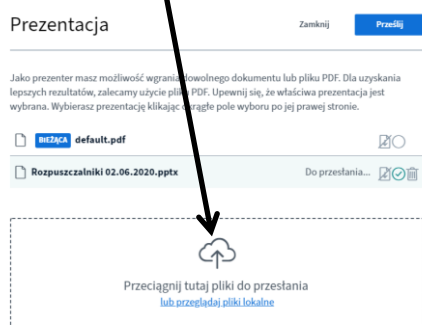 Prezentacja
Zamknij
Prześlij
Jako prezenter masz możliwość wgrania dowolnego dokumentu lub pliku PDF. Dla uzyskania
lepszych rezultatów, zalecamy użycie pliku PDF. Upewnij się, że właściwa prezentacja jest
wybrana. Wybierasz prezentację klikając okrągłe pole wyboru po jej prawej stronie.
BIEŻĄCA default.pdf
Rozpuszczalniki 02.06.2020.pptx Do przesłania...
Przeciągnij tutaj pliki do przesłania
lub przeglądaj pliki lokalne